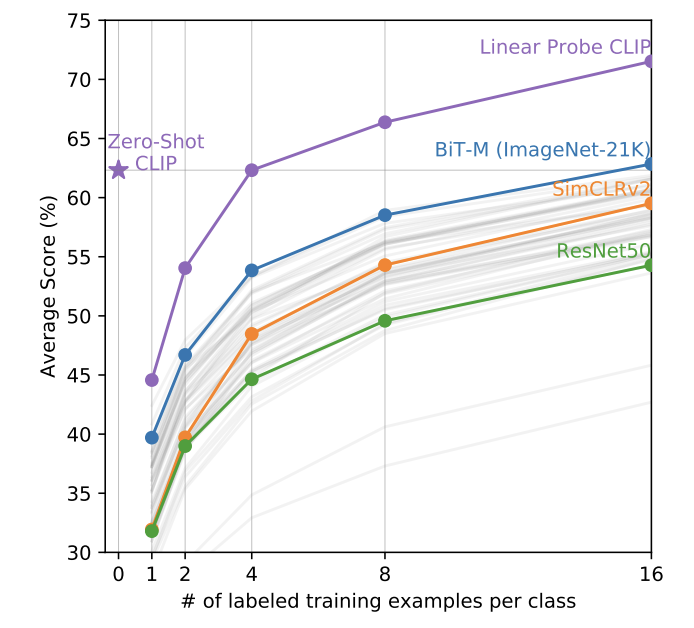 75
70
65
60
55
50
45
40
35
30
Average Score (%)
Linear Probe CLIP
Zero-Shot
CLIP
BiT-M (ImageNet-21K)
SimCLRv2
ResNet50
0 1 2 4 8 16
# of labeled training examples per class